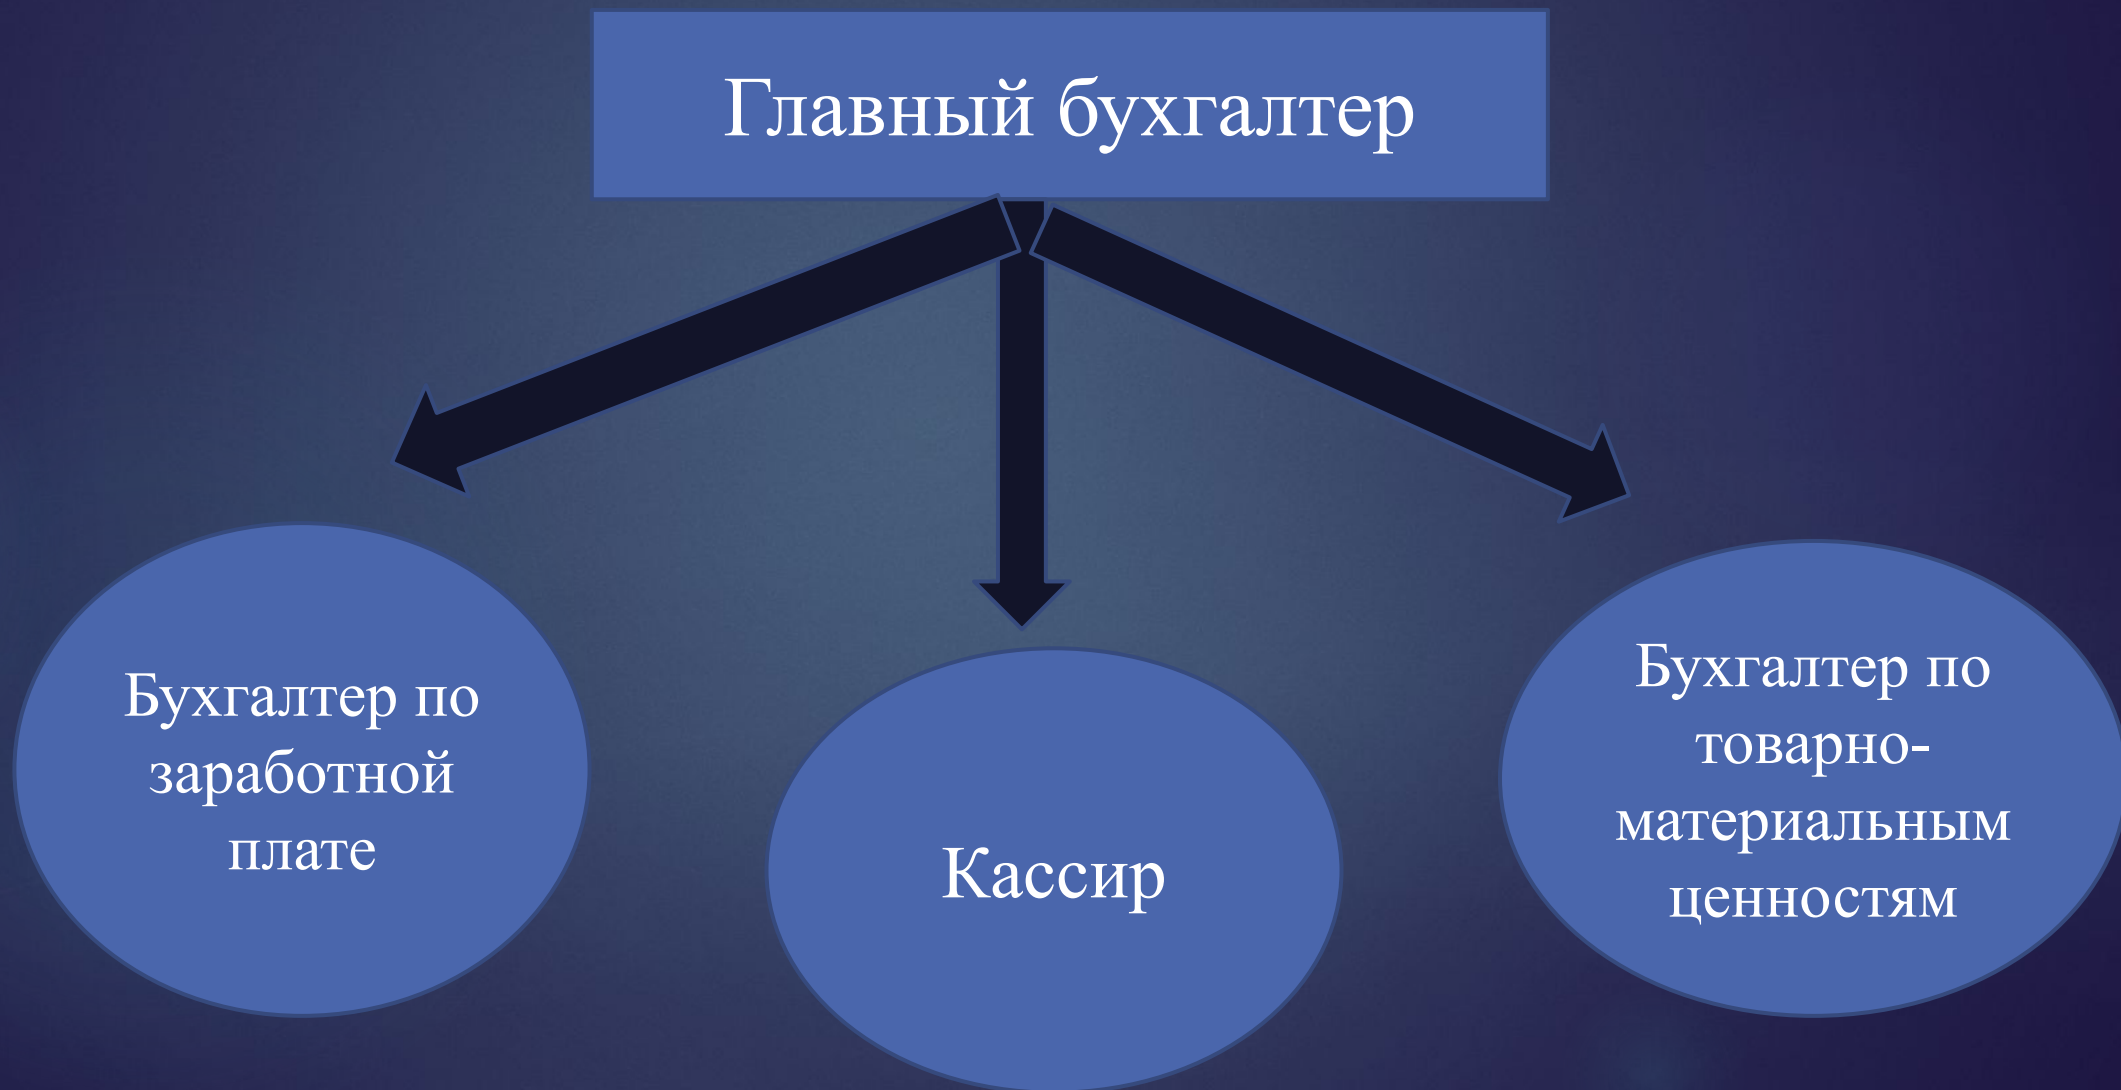 Главный бухгалтер
Бухгалтер по
заработной
плате
Кассир
Бухгалтер по
товарно-
материальным
ценностям